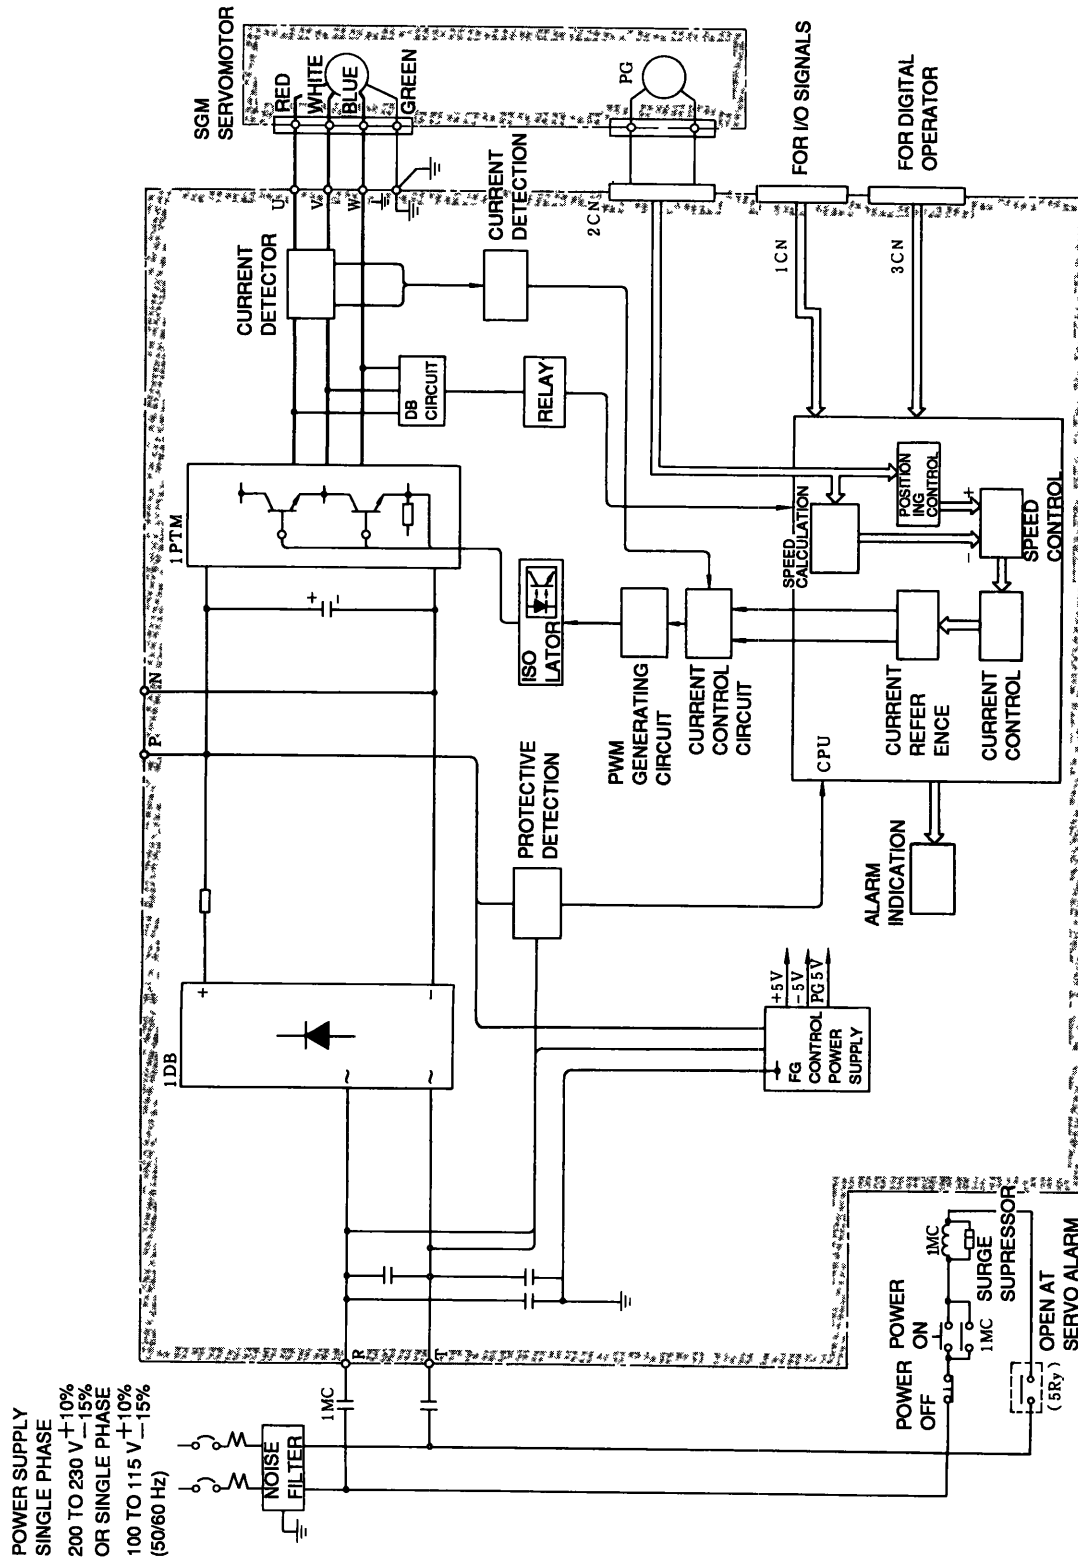 POWER SUPPLY
SINGLE PHASE
200 TO 230 V +10% −15%
OR SINGLE PHASE
100 TO 115 V +10% −15%
(50/60 Hz)
NOISE
FILTER
1MC
R
T
POWER
OFF
POWER
ON
1MC
1MC
SURGE
SUPRESSOR
(5Ry)
OPEN AT
SERVO ALARM
1DB
+
−
~
~
FG
CONTROL
POWER
SUPPLY
+5V
−5V
PG5V
PROTECTIVE
DETECTION
ALARM
INDICATION
P
N
+
−
1PTM
ISO
LATOR
PWM
GENERATING
CIRCUIT
CURRENT
CONTROL
CIRCUIT
CPU
CURRENT
REFER
ENCE
CURRENT
CONTROL
SPEED
CALCULATION
POSITION
ING
CONTROL
+
−
SPEED
CONTROL
DB
CIRCUIT
RELAY
CURRENT
DETECTOR
CURRENT
DETECTION
U
V
W
2CN
1CN
3CN
SGM
SERVOMOTOR
RED
WHITE
BLUE
GREEN
PG
FOR I/O SIGNALS
FOR DIGITAL
OPERATOR